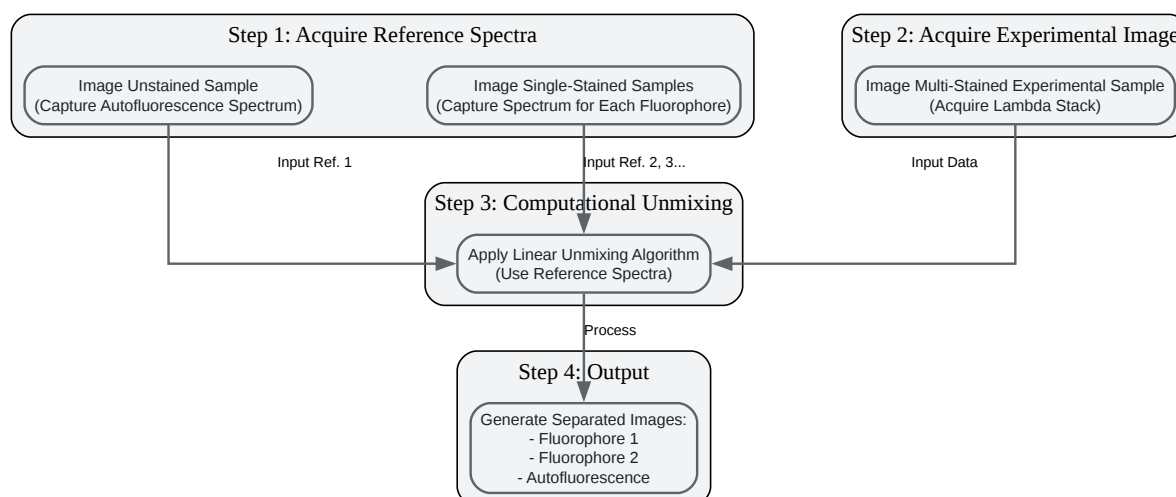 Step 1: Acquire Reference Spectra
Image Unstained Sample
(Capture Autofluorescence Spectrum)
Image Single-Stained Samples
(Capture Spectrum for Each Fluorophore)
Step 2: Acquire Experimental Image
Image Multi-Stained Experimental Sample
(Acquire Lambda Stack)
Input Ref. 1
Input Ref. 2, 3...
Input Data
Step 3: Computational Unmixing
Apply Linear Unmixing Algorithm
(Use Reference Spectra)
Process
Step 4: Output
Generate Separated Images:
- Fluorophore 1
- Fluorophore 2
- Autofluorescence